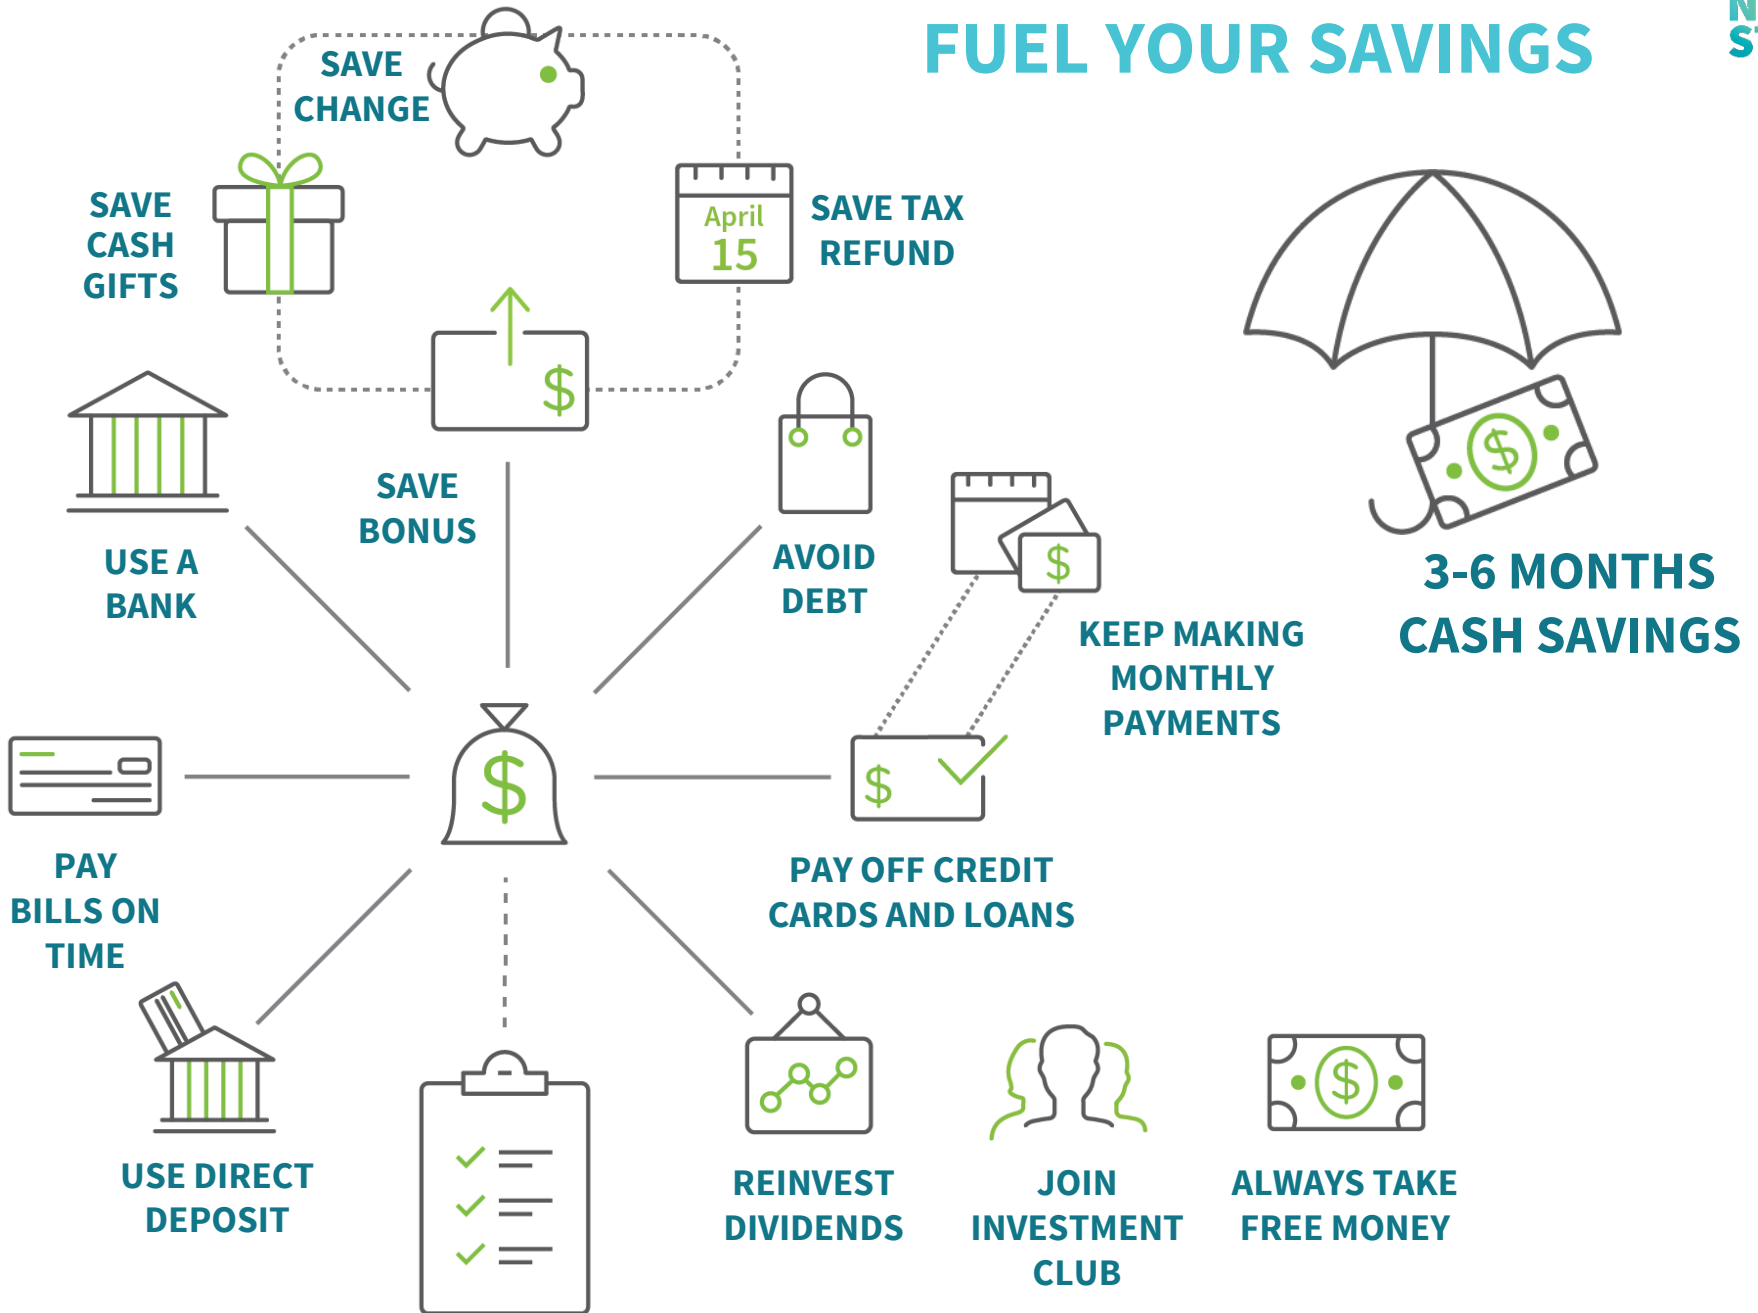 FUEL YOUR SAVINGS
N
S
SAVE
CHANGE
SAVE
CASH
GIFTS
April
15
SAVE TAX
REFUND
$
SAVE
BONUS
USE A
BANK
AVOID
DEBT
$
$
3-6 MONTHS
CASH SAVINGS
KEEP MAKING
MONTHLY
PAYMENTS
$
$
PAY
BILLS ON
TIME
PAY OFF CREDIT
CARDS AND LOANS
USE DIRECT
DEPOSIT
REINVEST
DIVIDENDS
JOIN
INVESTMENT
CLUB
$
ALWAYS TAKE
FREE MONEY